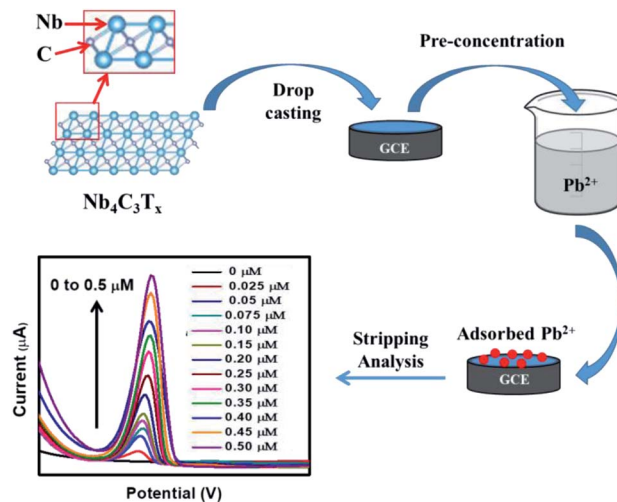 Nb
C
Nb₄C₃Tₓ
Drop
casting
GCE
Pre-concentration
Pb²⁺
Adsorbed Pb²⁺
GCE
Stripping
Analysis
0 to 0.5 μM
0 μM
0.025 μM
0.05 μM
0.075 μM
0.10 μM
0.15 μM
0.20 μM
0.25 μM
0.30 μM
0.35 μM
0.40 μM
0.45 μM
0.50 μM
Current (μA)
Potential (V)